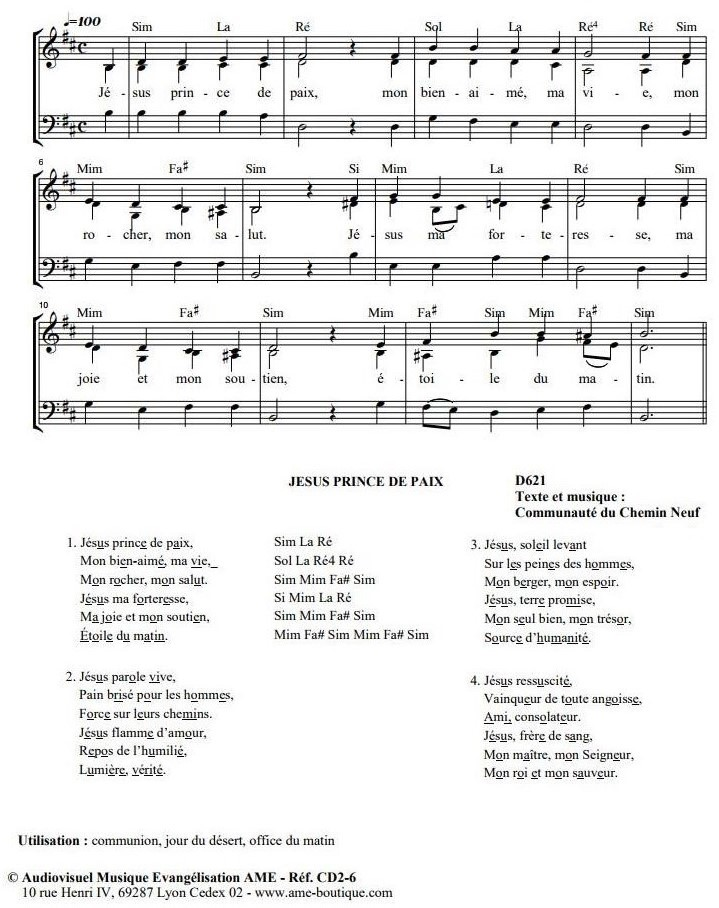 ♩=100
Sim La Ré Sol La Ré4 Ré Sim
Jé - sus prin - ce de paix, mon bien - ai - mé, ma vi - e, mon
6
Mim Fa# Sim Si Mim La Ré Sim
ro - cher, mon sa - lut. Jé - sus ma for - te - res - se, ma
10
Mim Fa# Sim Mim Fa# Sim Mim Fa# Sim
joie et mon sou - tien, é - toi - le du ma - tin.
JESUS PRINCE DE PAIX
D621
Texte et musique :
Communauté du Chemin Neuf
1. Jésus prince de paix,
Mon bien-aimé, ma vie,_
Mon rocher, mon salut.
Jésus ma forteresse,
Ma joie et mon soutien,
Étoile du matin.
Sim La Ré
Sol La Ré4 Ré
Sim Mim Fa# Sim
Si Mim La Ré
Sim Mim Fa# Sim
Mim Fa# Sim Mim Fa# Sim
2. Jésus parole vive,
Pain brisé pour les hommes,
Force sur leurs chemins.
Jésus flamme d'amour,
Repos de l'humilié,
Lumière, vérité.
3. Jésus, soleil levant
Sur les peines des hommes,
Mon berger, mon espoir.
Jésus, terre promise,
Mon seul bien, mon trésor,
Source d'humanité.
4. Jésus ressuscité,
Vainqueur de toute angoisse,
Ami, consolateur.
Jésus, frère de sang,
Mon maître, mon Seigneur,
Mon roi et mon sauveur.
Utilisation : communion, jour du désert, office du matin
© Audiovisuel Musique Evangélisation AME - Réf. CD2-6
10 rue Henri IV, 69287 Lyon Cedex 02 - www.ame-boutique.com